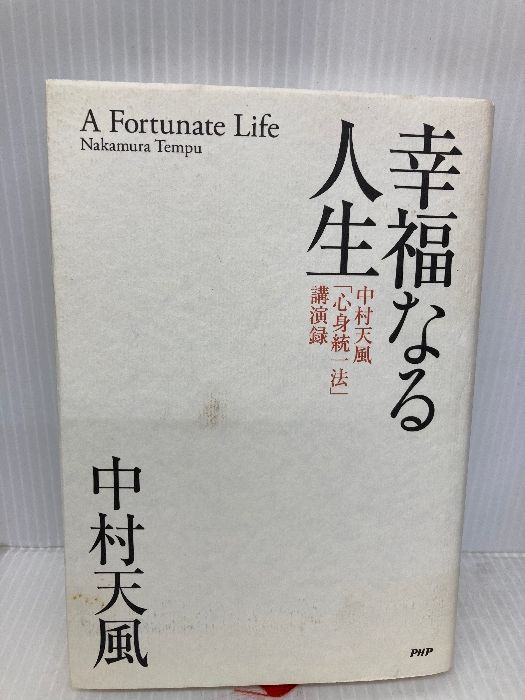 A Fortunate Life
Nakamura Tempu
幸福なる
人生
中村天風
「心身統一法」
講演録
中村天風
PHP